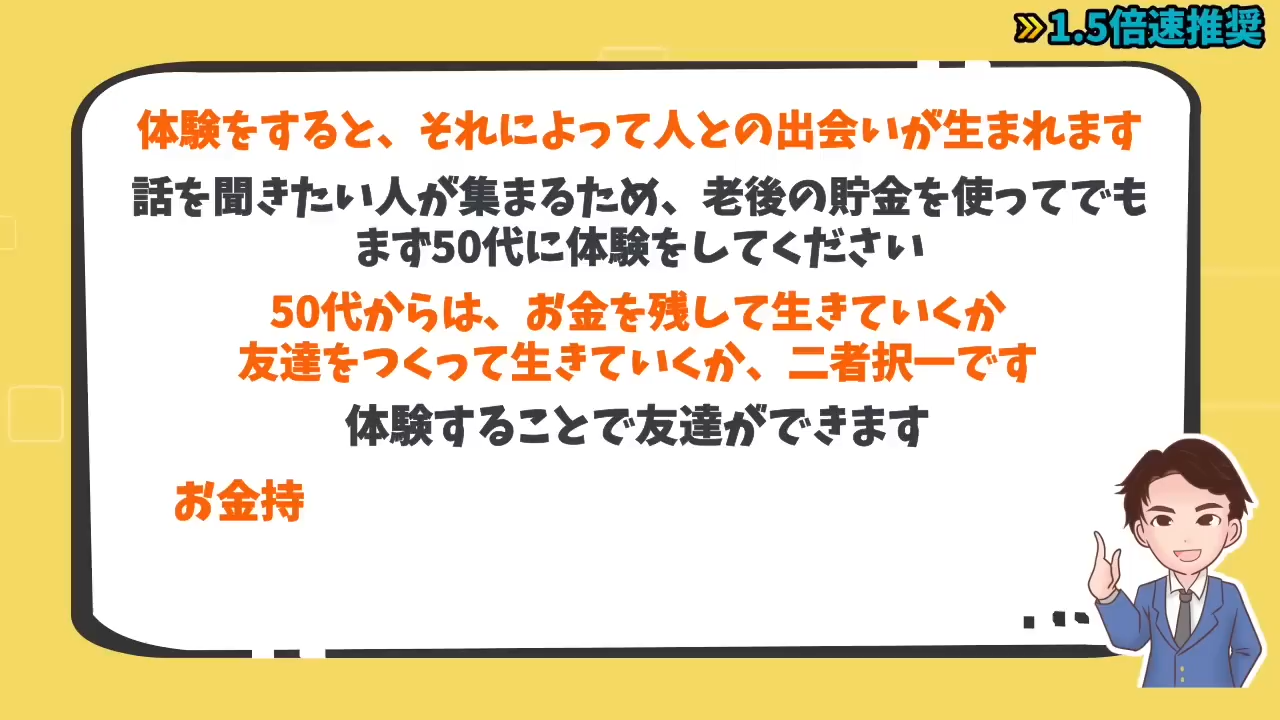 1.5倍速推奨
体験をすると、それによって人との出会いが生まれます
話を聞きたい人が集まるため、老後の貯金を使ってでも
まず50代に体験をしてください
50代からは、お金を残して生きていくか
友達をつくって生きていくか、二者択一です
体験することで友達ができます
お金持